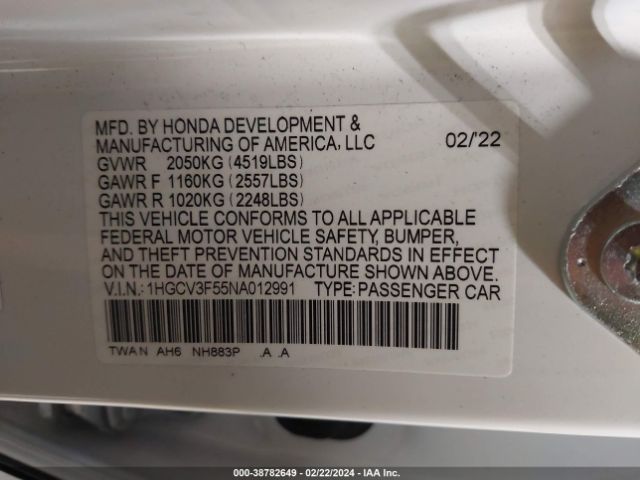 MFD. BY HONDA DEVELOPMENT &
MANUFACTURING OF AMERICA, LLC 02/'22
GVWR 2050KG (4519LBS)
GAWR F 1160KG (2557LBS)
GAWR R 1020KG (2248LBS)
THIS VEHICLE CONFORMS TO ALL APPLICABLE
FEDERAL MOTOR VEHICLE SAFETY, BUMPER,
AND THEFT PREVENTION STANDARDS IN EFFECT
ON THE DATE OF MANUFACTURE SHOWN ABOVE.
V.I.N.: 1HGCV3F55NA012991 TYPE:PASSENGER CAR
TWA N AH6 NH883P .A .A
000-38782649 - 02/22/2024 - IAA Inc.